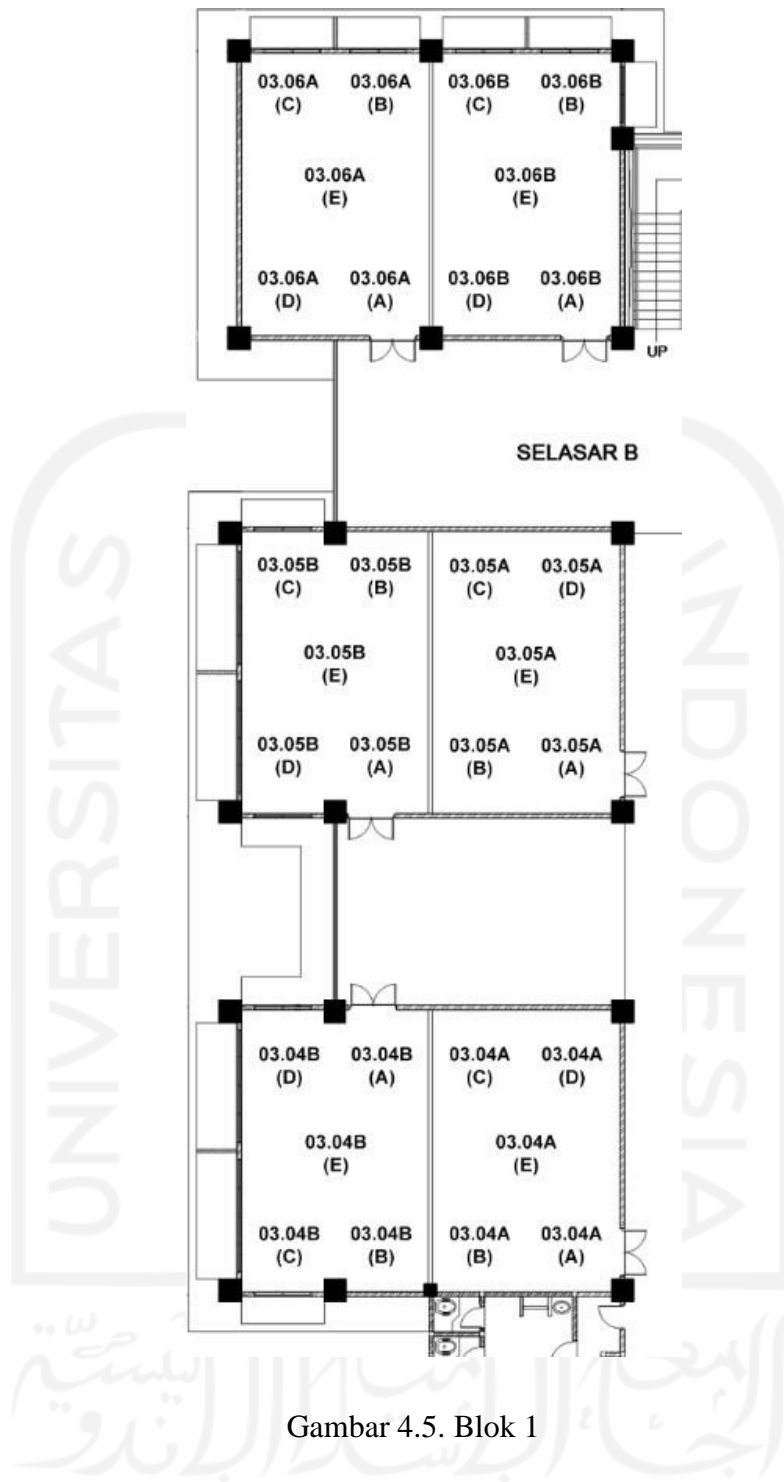 03.06A 03.06A 03.06B 03.06B
(C) (B) (C) (B)
03.06A 03.06B
(E) (E)
03.06A 03.06A 03.06B 03.06B
(D) (A) (D) (A)
UP
SELASAR B
03.05B 03.05B 03.05A 03.05A
(C) (B) (C) (D)
03.05B 03.05A
(E) (E)
03.05B 03.05B 03.05A 03.05A
(D) (A) (B) (A)
03.04B 03.04B 03.04A 03.04A
(D) (A) (C) (D)
03.04B 03.04A
(E) (E)
03.04B 03.04B 03.04A 03.04A
(C) (B) (B) (A)
UNIVERSITAS
NDONESIA
Gambar 4.5. Blok 1